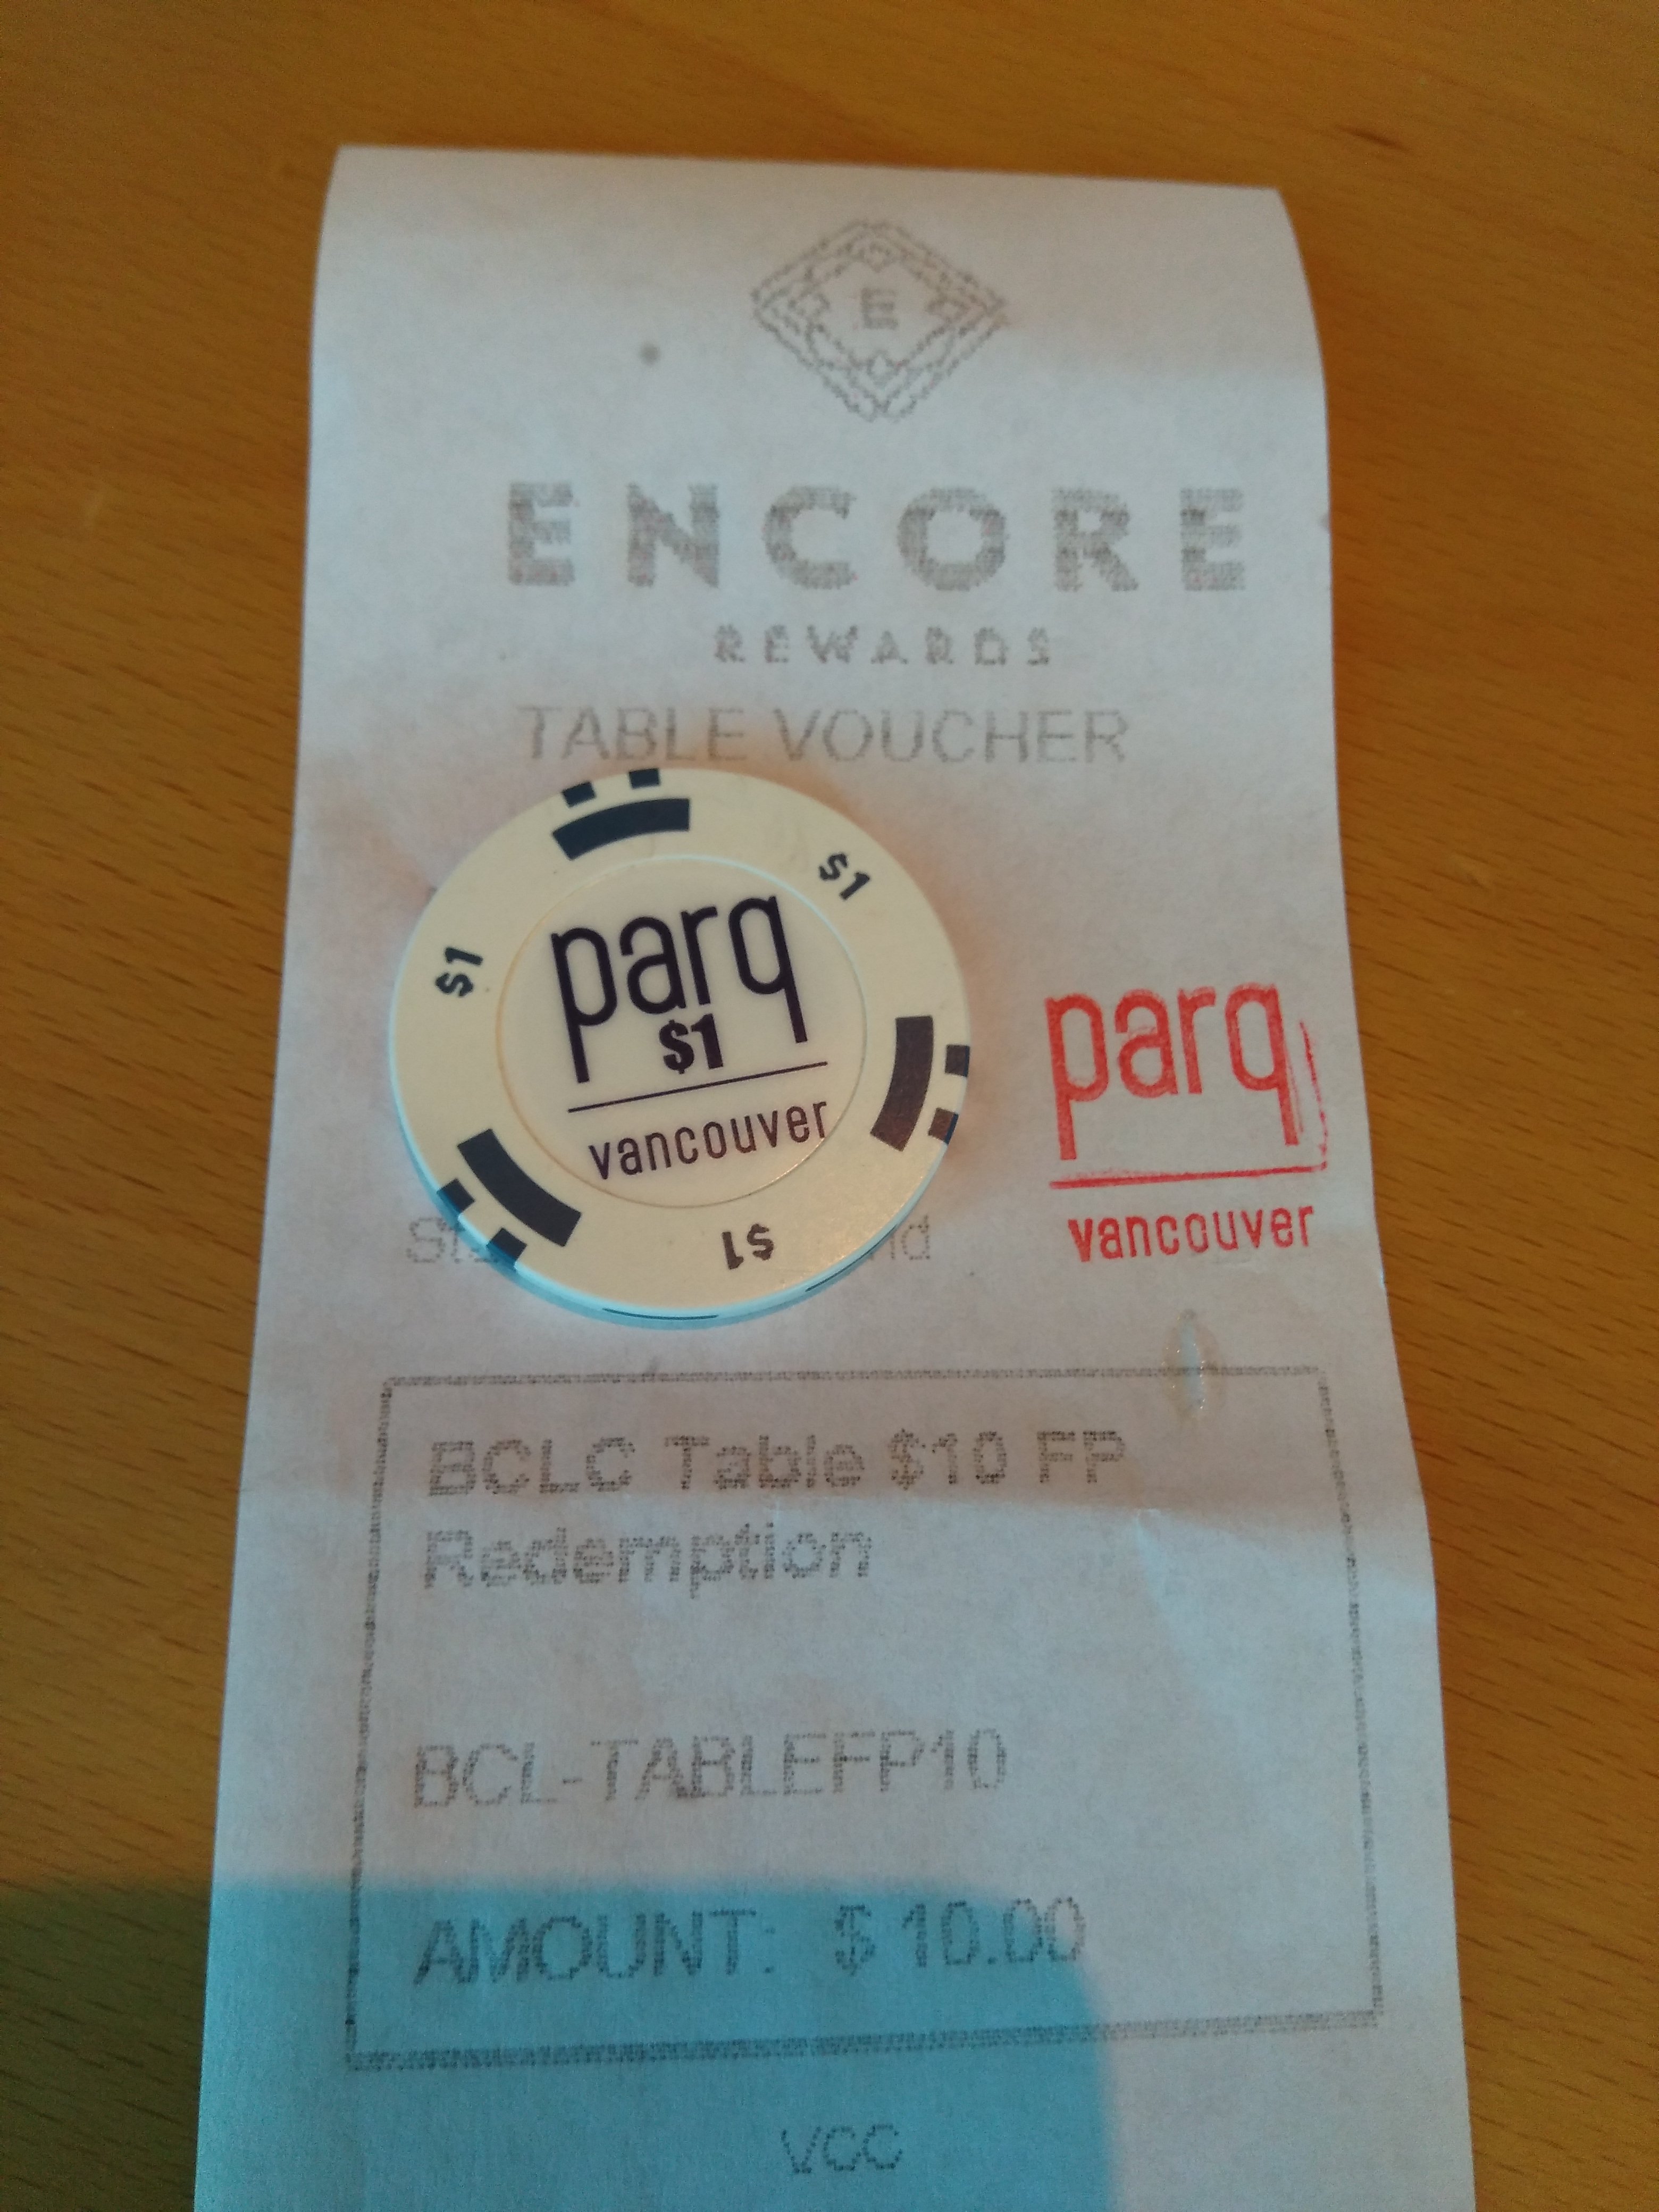 E
ENCORE
REWARDS
TABLE VOUCHER
$1
$1
parq
$1
vancouver
$1
parq
vancouver
BCLC Table $10 FP
Redemption
BCL-TABLEFP10
AMOUNT: $ 10.00
VCC